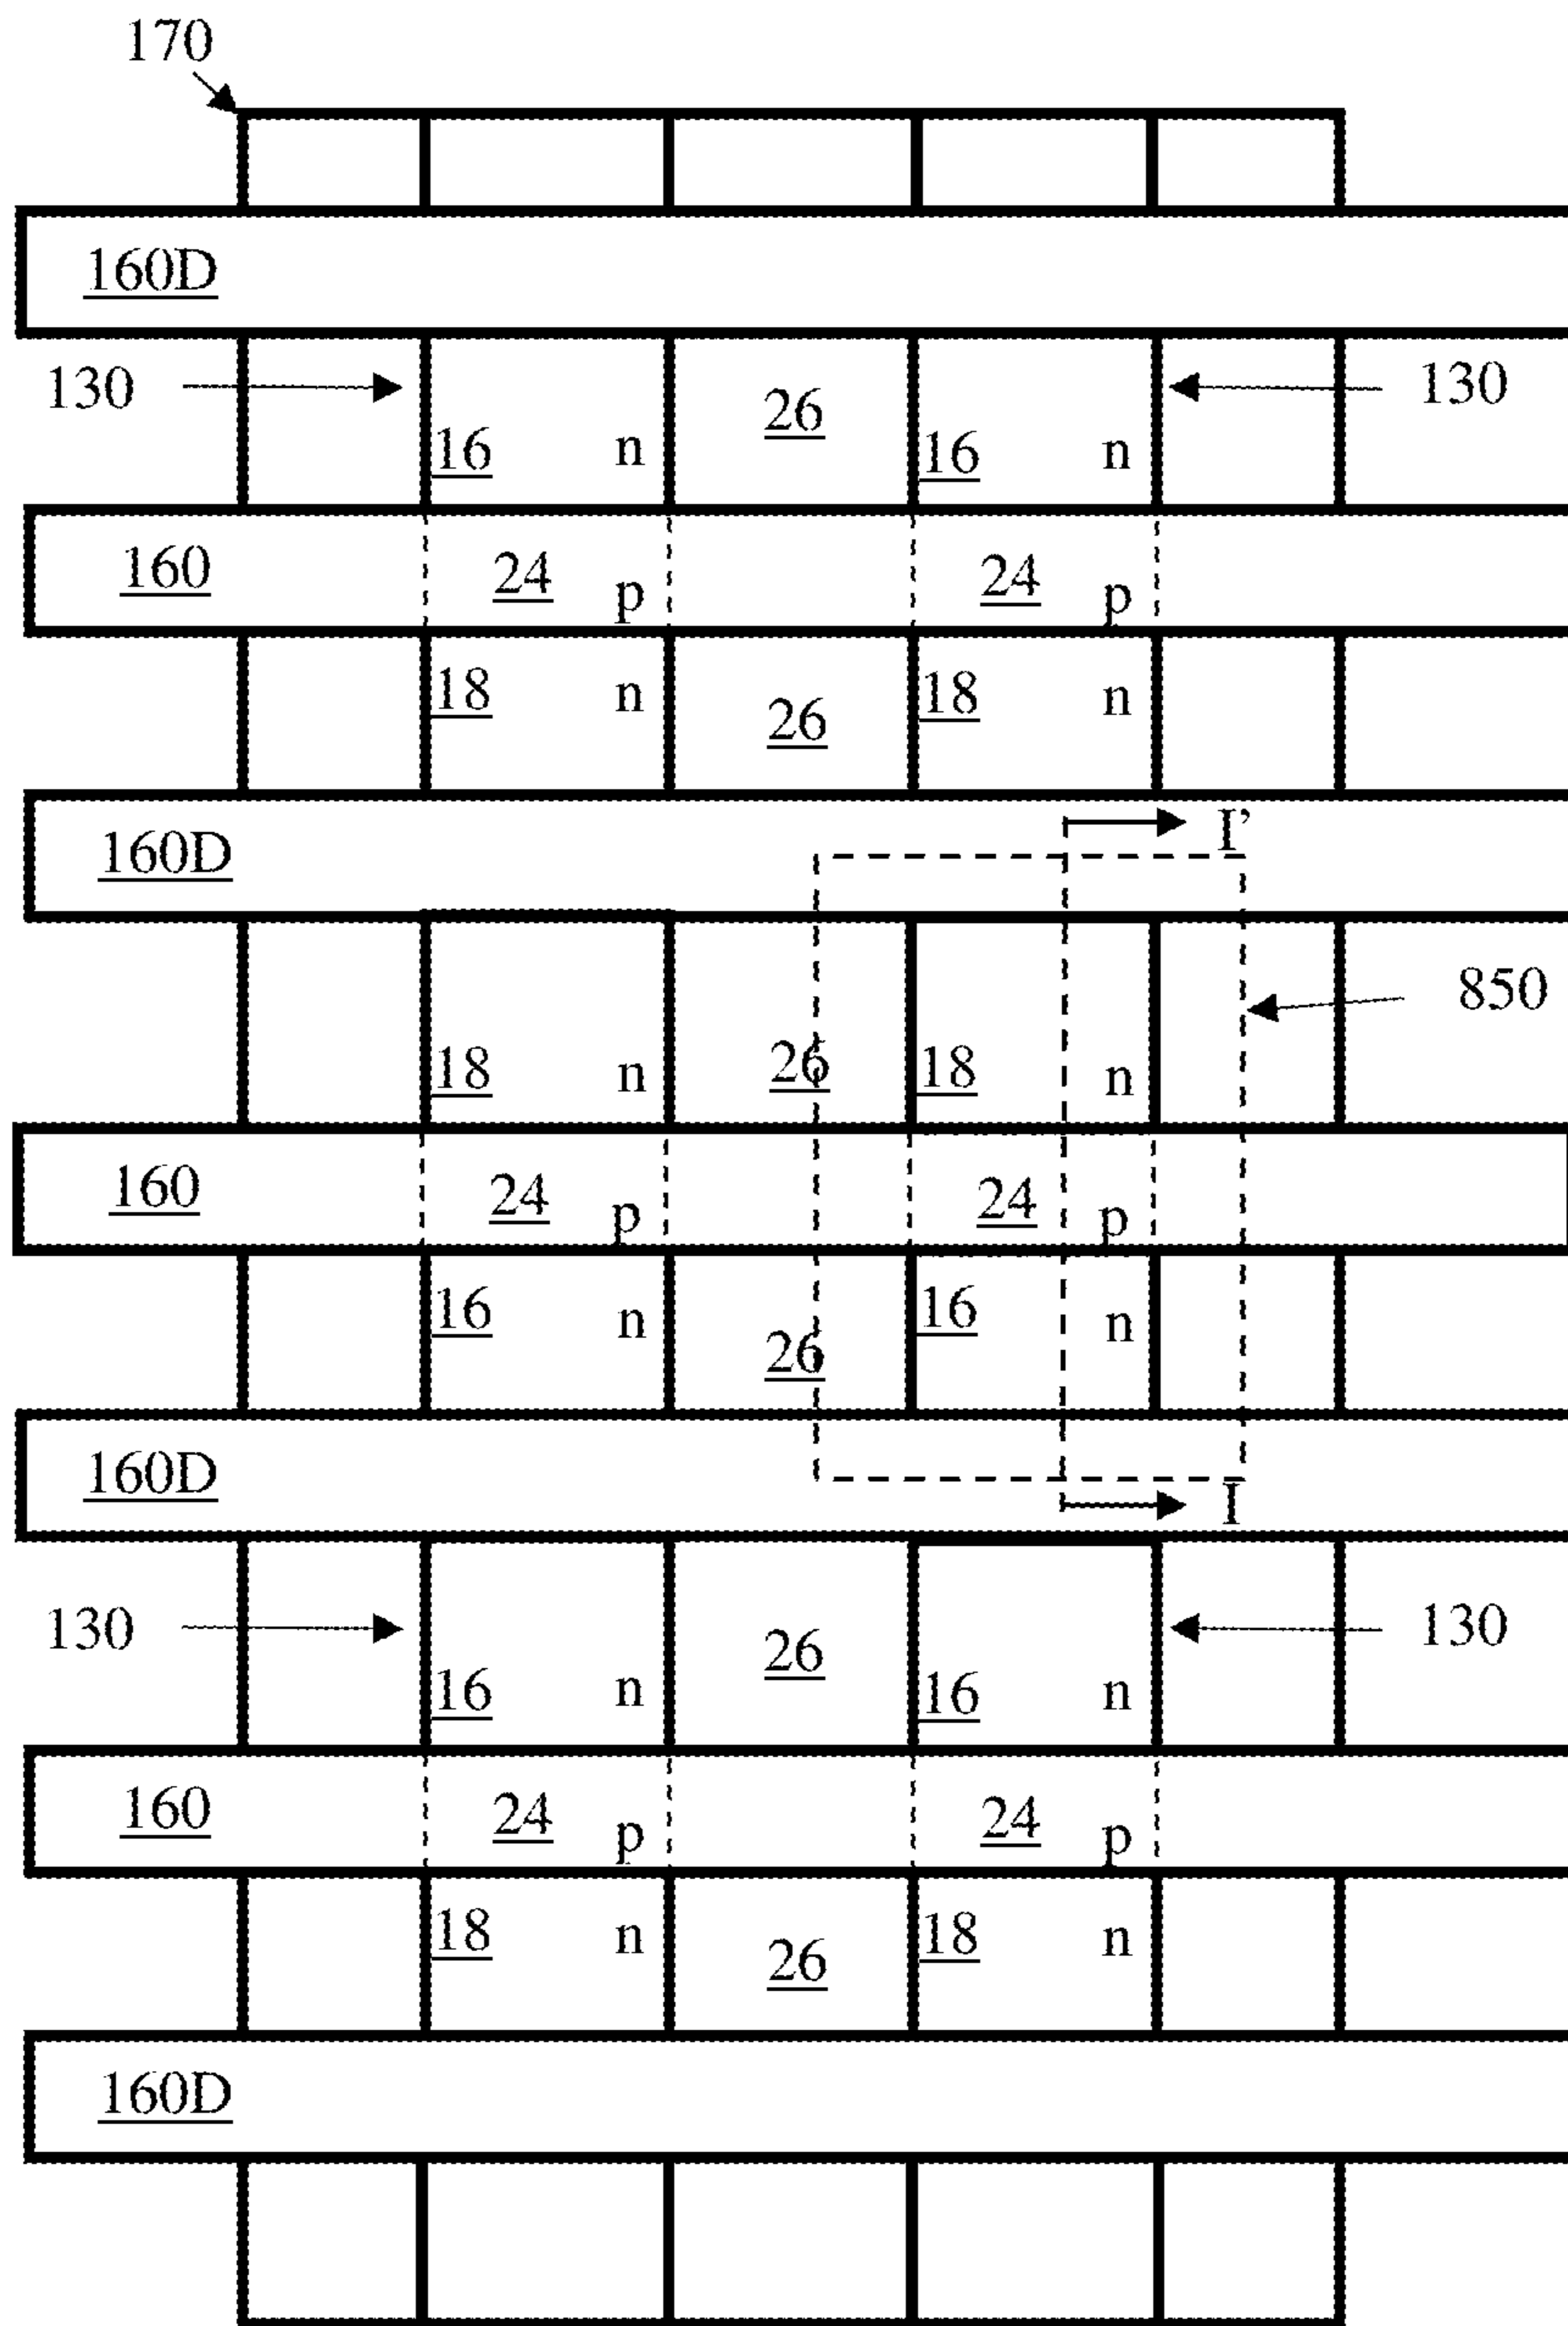 170
160D
130 26 130
16 n 16 n
160 24 p 24 p
18 n 26 18 n
160D I’
850
18 n 26 18 n
160 24 p 24 p
16 n 26 16 n
160D I
130 26 130
16 n 16 n
160 24 p 24 p
18 n 26 18 n
160D